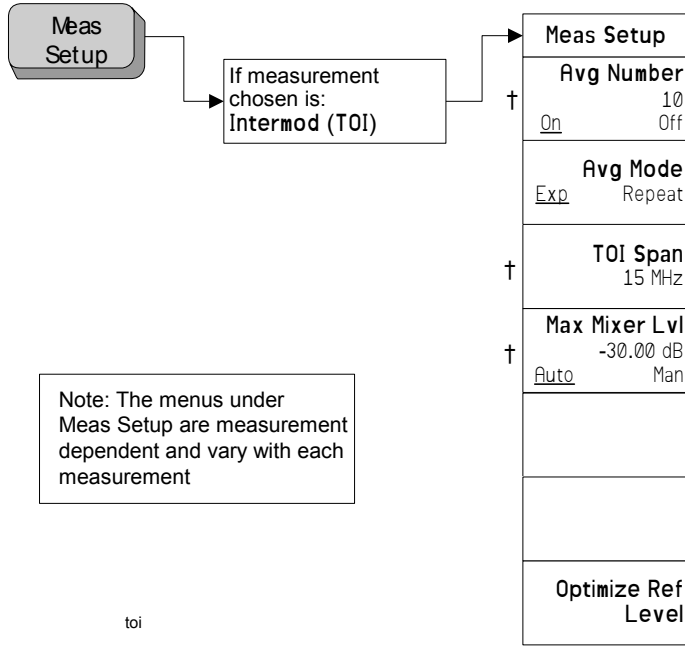 Meas
Setup
If measurement
chosen is:
Intermod (TOI)
Meas Setup
†
Avg Number
10
On Off
Avg Mode
Exp Repeat
†
TOI Span
15 MHz
†
Max Mixer Lvl
-30.00 dB
Auto Man
Optimize Ref
Level
Note: The menus under
Meas Setup are measurement
dependent and vary with each
measurement
toi